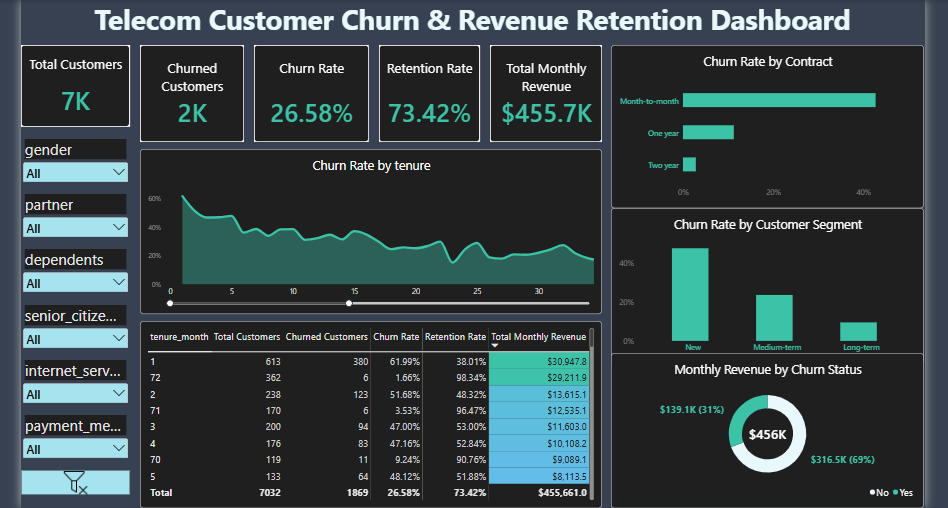 Telecom Customer Churn & Revenue Retention Dashboard
Total Customers
7K
Churned
Customers
2K
Churn Rate
26.58%
Retention Rate
73.42%
Total Monthly
Revenue
$455.7K
gender
All
partner
All
dependents
All
senior_citize...
All
internet_serv...
All
payment_me...
All
Churn Rate by tenure
60%
40%
20%
0%
0 5 10 15 20 25 30
tenure_month Total Customers Churned Customers Churn Rate Retention Rate Total Monthly Revenue
1 613 380 61.99% 38.01% $30,947.8
72 362 6 1.66% 98.34% $29,211.9
2 238 123 51.68% 48.32% $13,615.1
71 170 6 3.53% 96.47% $12,535.1
3 200 94 47.00% 53.00% $11,603.0
4 176 83 47.16% 52.84% $10,108.2
70 119 11 9.24% 90.76% $9,089.1
5 133 64 48.12% 51.88% $8,113.5
Total 7032 1869 26.58% 73.42% $455,661.0
Churn Rate by Contract
Month-to-month
One year
Two year
0% 20% 40%
Churn Rate by Customer Segment
40%
20%
0%
New Medium-term Long-term
Monthly Revenue by Churn Status
$139.1K (31%)
$456K
$316.5K (69%)
No Yes